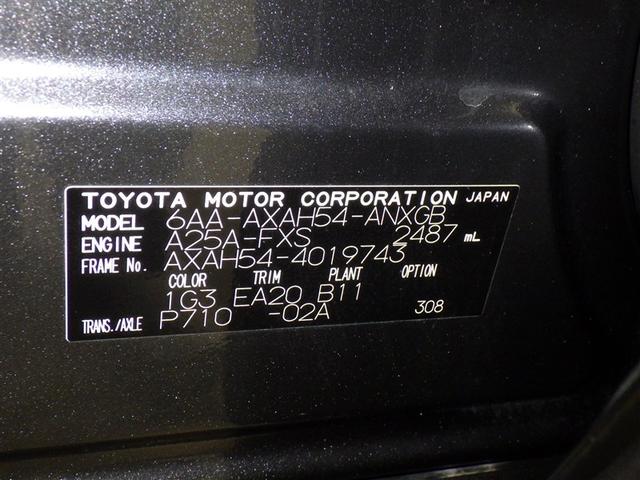 TOYOTA MOTOR CORPORATION JAPAN
MODEL 6AA-AXAH54-ANXGB
ENGINE A25A-FXS 2487 mL
FRAME No. AXAH54-4019743
COLOR TRIM PLANT OPTION
1G3 EA20 B11
TRANS./AXLE P710 -02A 308